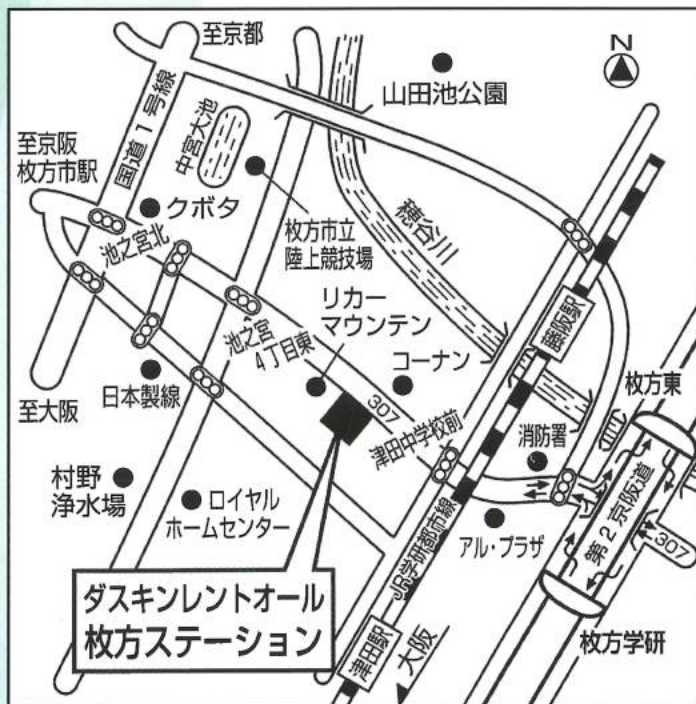 至京都
N
山田池公園
国道1号線
中宮大池
至京阪
枚方市駅
クボタ
池之宮北
枚方市立
陸上競技場
穂谷川
リカー
マウンテン
池之宮
4丁目東
コーナン
藤阪駅
枚方東
至大阪
日本製線
307
津田中学校前
消防署
村野
浄水場
ロイヤル
ホームセンター
アル・プラザ
第2京阪道
307
JR学研都市線
ダスキンレントオール
枚方ステーション
津田駅
大阪
枚方学研